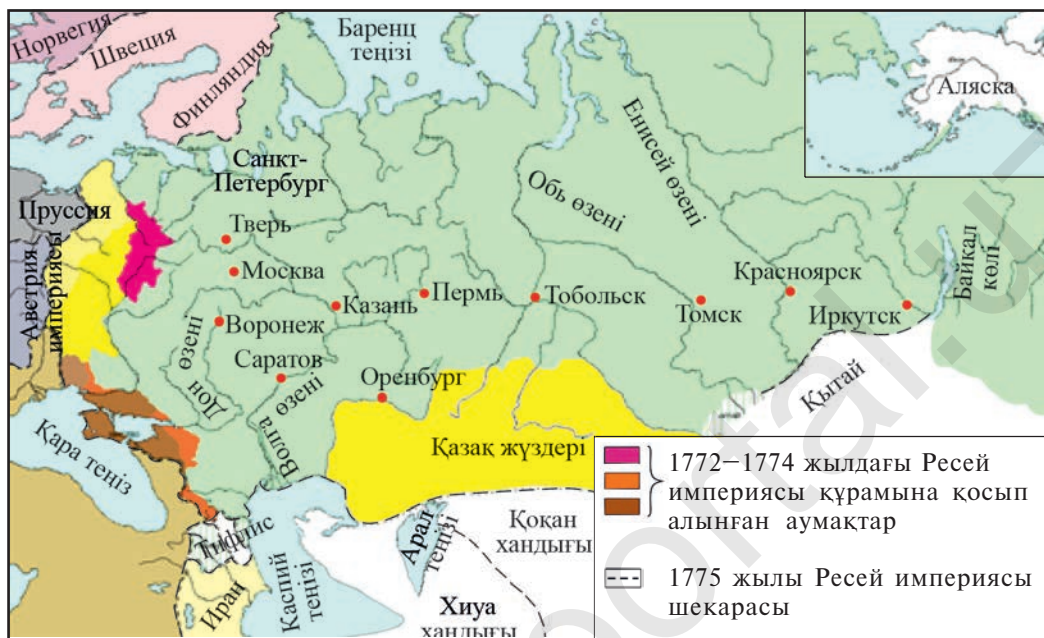 Норвегия
Швеция
Финляндия
Баренц
теңізі
Аляска
Санкт-
Петербург
Обь өзені
Енисей өзені
Пруссия
Австрия
империясы
Тверь
Москва
Воронеж
Казань
Пермь
Тобольск
Томск
Красноярск
Иркутск
Байкал
көлі
Дон өзені
Саратов
Волга өзені
Оренбург
Қытай
Қазақ жүздері
Қара теңіз
Тифлис
Иран
Каспий
теңізі
Арал
теңізі
Қоқан
хандығы
Хиуа
хандығы
1772–1774 жылдағы Ресей
империясы құрамына қосып
алынған аумақтар
1775 жылы Ресей империясы
шекарасы
portal.u